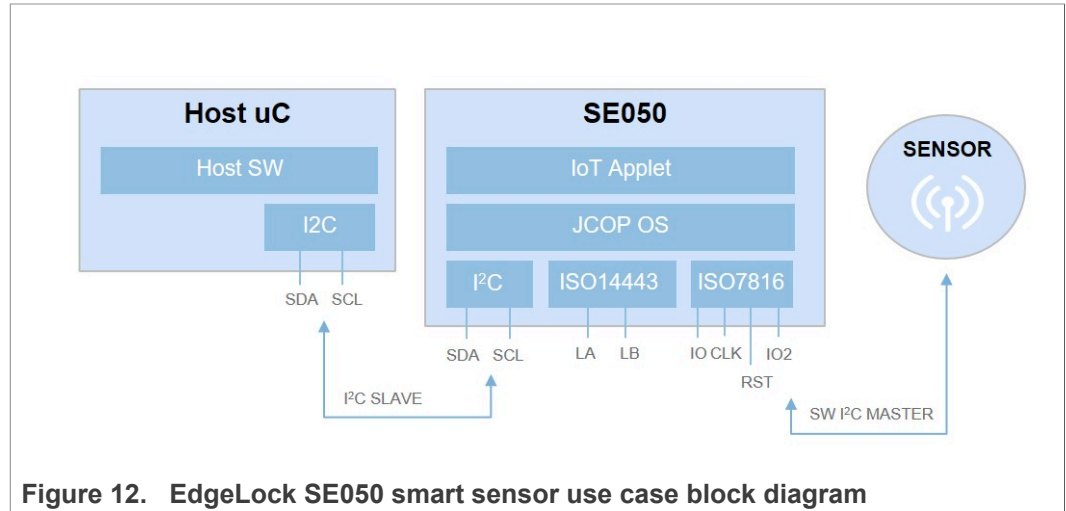 Host uC
Host SW
I2C
SDA SCL
SE050
IoT Applet
JCOP OS
I²C ISO14443 ISO7816
SDA SCL LA LB IO CLK IO2
RST
SENSOR
I²C SLAVE
SW I²C MASTER
Figure 12. EdgeLock SE050 smart sensor use case block diagram